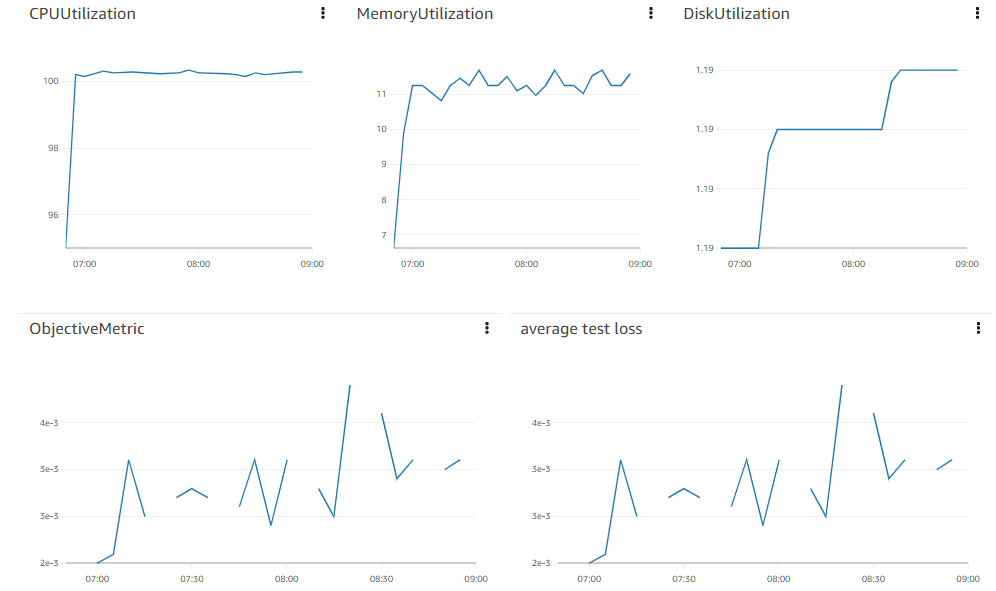 CPUUtilization
MemoryUtilization
DiskUtilization
100
98
96
07:00 08:00 09:00
11
10
9
8
7
07:00 08:00 09:00
1.19
1.19
1.19
1.19
07:00 08:00 09:00
ObjectiveMetric
4e-3
3e-3
3e-3
2e-3
07:00 07:30 08:00 08:30 09:00
average test loss
4e-3
3e-3
3e-3
2e-3
07:00 07:30 08:00 08:30 09:00